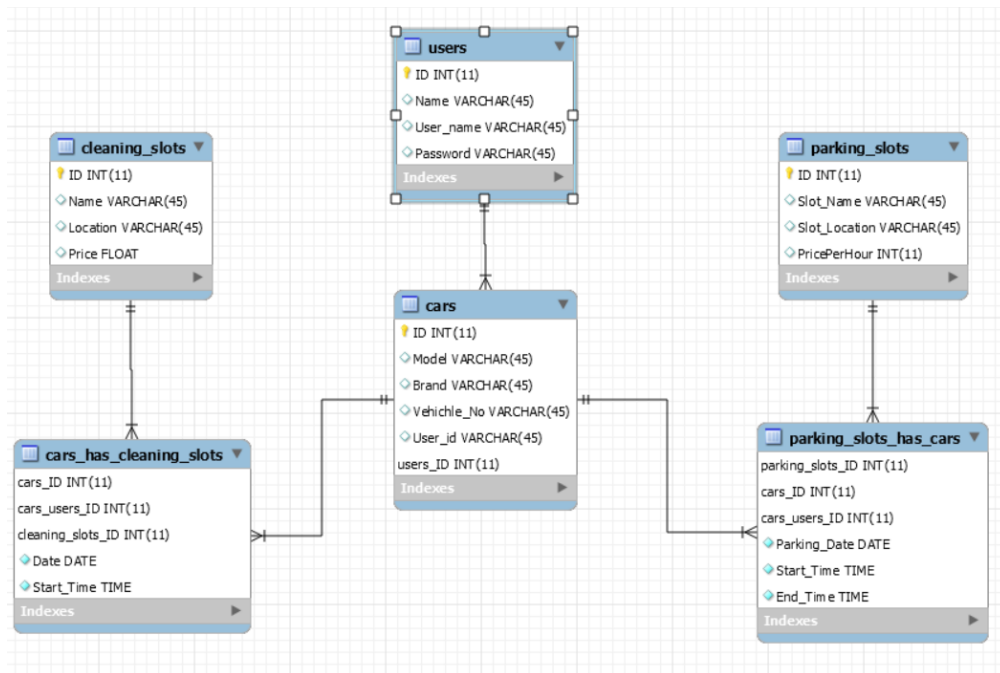 users
ID INT(11)
Name VARCHAR(45)
User_name VARCHAR(45)
Password VARCHAR(45)
Indexes
cleaning_slots
ID INT(11)
Name VARCHAR(45)
Location VARCHAR(45)
Price FLOAT
Indexes
parking_slots
ID INT(11)
Slot_Name VARCHAR(45)
Slot_Location VARCHAR(45)
PricePerHour INT(11)
Indexes
cars
ID INT(11)
Model VARCHAR(45)
Brand VARCHAR(45)
Vehichle_No VARCHAR(45)
User_id VARCHAR(45)
users_ID INT(11)
Indexes
cars_has_cleaning_slots
cars_ID INT(11)
cars_users_ID INT(11)
cleaning_slots_ID INT(11)
Date DATE
Start_Time TIME
Indexes
parking_slots_has_cars
parking_slots_ID INT(11)
cars_ID INT(11)
cars_users_ID INT(11)
Parking_Date DATE
Start_Time TIME
End_Time TIME
Indexes